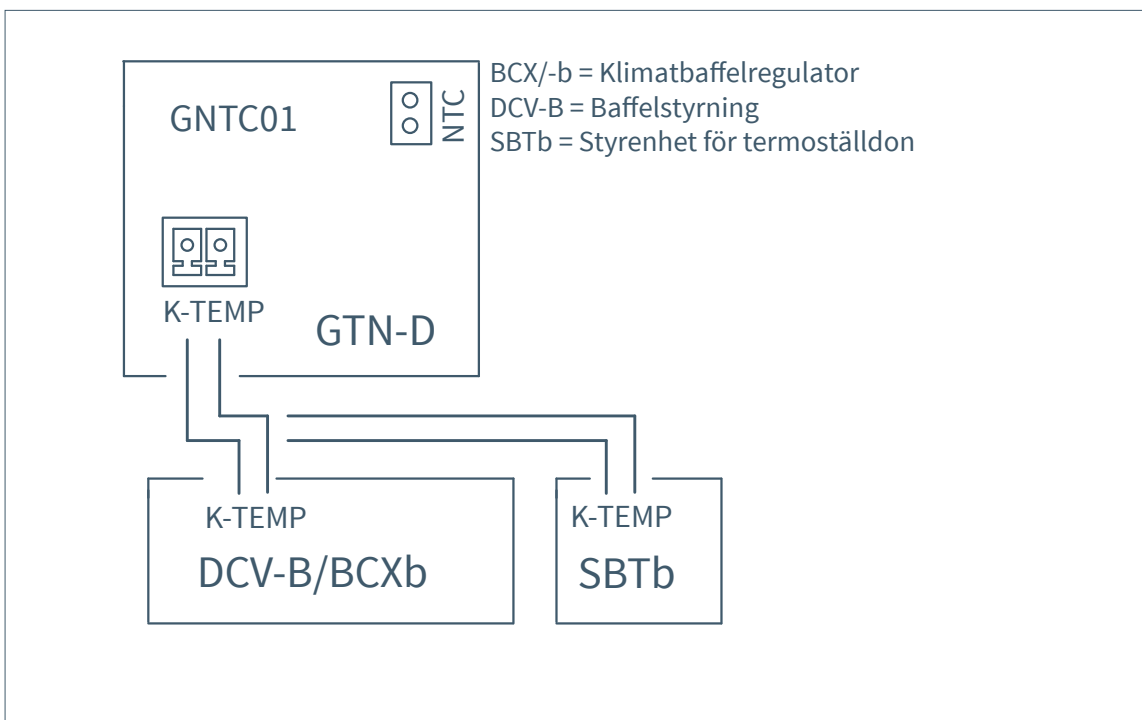 BCX/-b = Klimatbaffelregulator
DCV-B = Baffelstyrning
SBTb = Styrenhet för termoställdon
GNTC01
NTC
K-TEMP
GTN-D
K-TEMP
DCV-B/BCXb
K-TEMP
SBTb